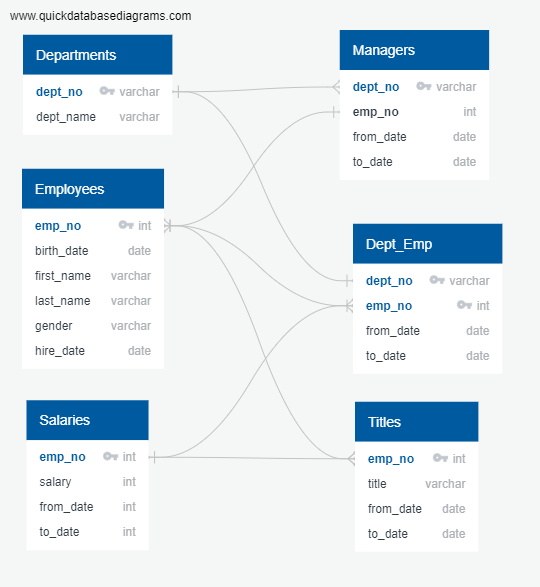 www.quickdatabasediagrams.com
Departments
dept_no varchar
dept_name varchar
Managers
dept_no varchar
emp_no int
from_date date
to_date date
Employees
emp_no int
birth_date date
first_name varchar
last_name varchar
gender varchar
hire_date date
Dept_Emp
dept_no varchar
emp_no int
from_date date
to_date date
Salaries
emp_no int
salary int
from_date int
to_date int
Titles
emp_no int
title varchar
from_date date
to_date date